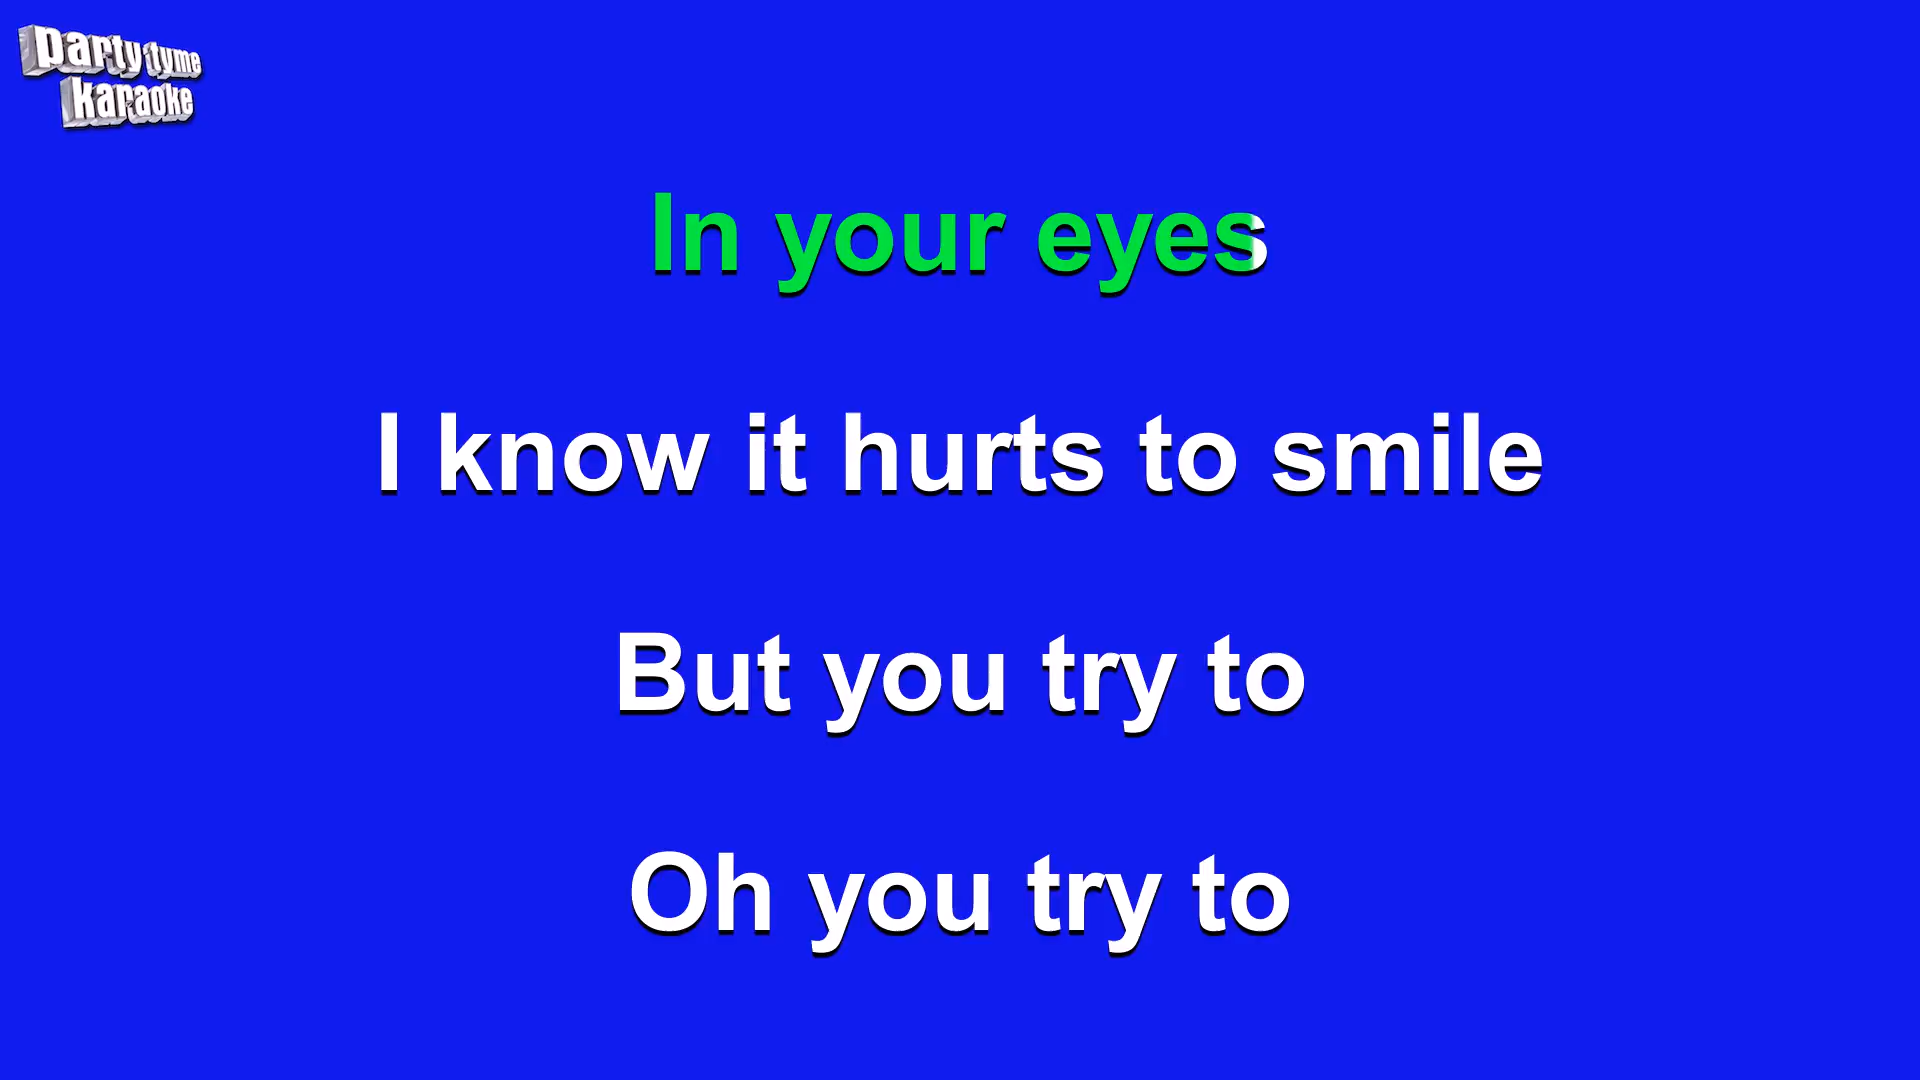 party tyme
karaoke
In your eyes
I know it hurts to smile
But you try to
Oh you try to